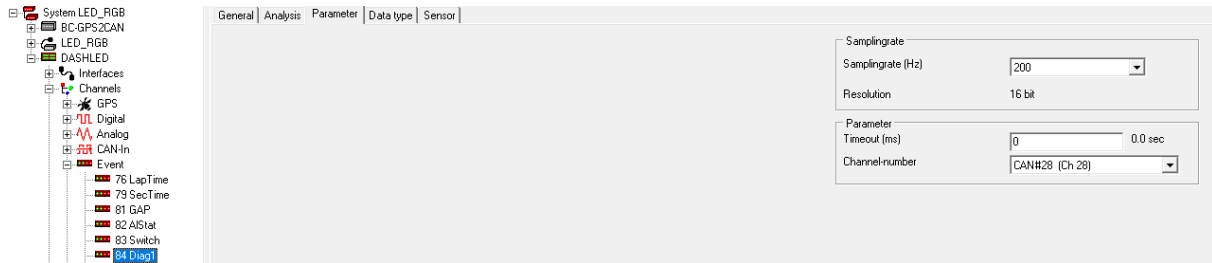 System LED_RGB
BC-GPS2CAN
LED_RGB
DASHLED
Interfaces
Channels
GPS
Digital
Analog
CAN-In
Event
76 LapTime
79 SecTime
81 GAP
82 AlStat
83 Switch
84 Diag1
General Analysis Parameter Data type Sensor
Samplingrate
Samplingrate (Hz) 200
Resolution 16 bit
Parameter
Timeout (ms) 0 0.0 sec
Channel-number CAN#28 (Ch 28)